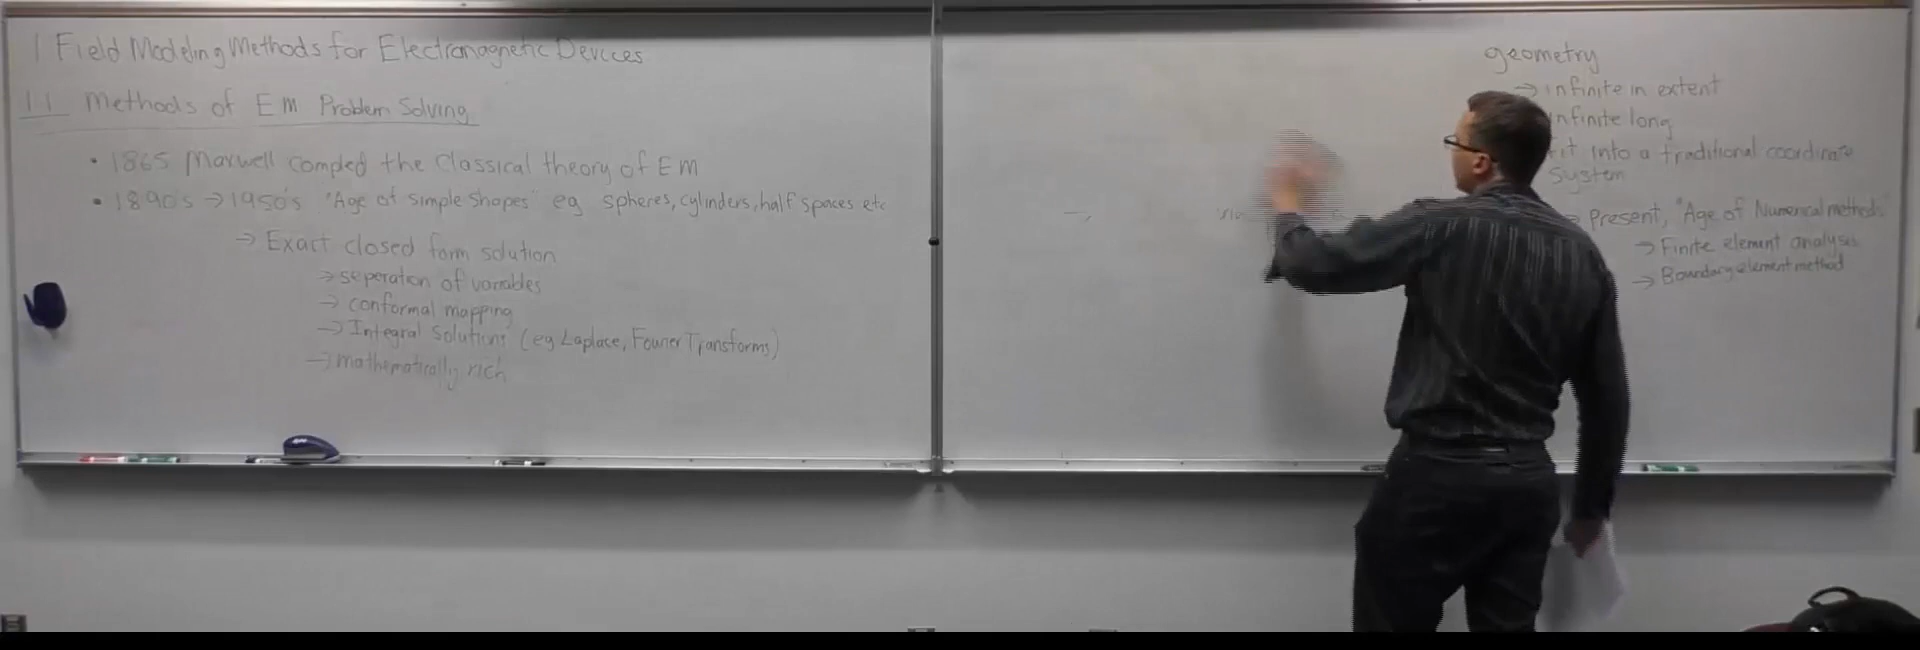 1 Field Modeling Methods for Electromagnetic Devices
1.1 Methods of EM Problem Solving
• 1865 Maxwell compled the classical theory of EM
• 1890's → 1950's "Age of simple shapes" eg spheres, cylinders, half spaces etc
→ Exact closed form solution
→ seperation of variables
→ conformal mapping
→ Integral Solutions (eg Laplace, Fourier Transforms)
→ mathematically rich
geometry
→ infinite in extent
infinite long
fit into a traditional coordinate
system
→ Present, "Age of Numerical methods"
→ Finite element analysis
→ Boundary element method